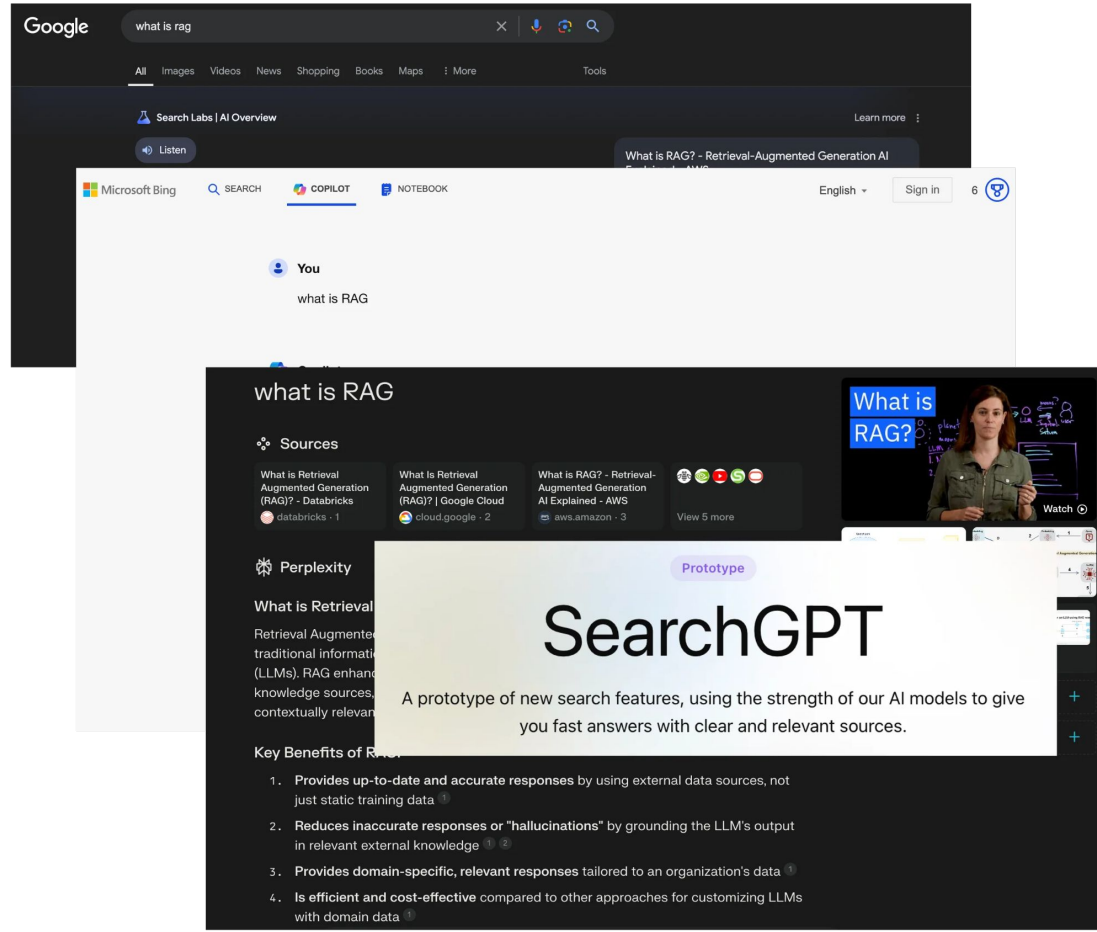 Google
what is rag
All Images Videos News Shopping Books Maps More Tools
Search Labs | AI Overview
Learn more
Listen
What is RAG? - Retrieval-Augmented Generation AI
Microsoft Bing
SEARCH
COPILOT
NOTEBOOK
English
Sign in
6
You
what is RAG
what is RAG
Sources
What is Retrieval
Augmented Generation
(RAG)? - Databricks
databricks · 1
What Is Retrieval
Augmented Generation
(RAG)? | Google Cloud
cloud.google · 2
What is RAG? - Retrieval-
Augmented Generation
AI Explained - AWS
aws.amazon · 3
View 5 more
What is
RAG?
Watch
Perplexity
What is Retrieval
Retrieval Augmente
traditional informati
(LLMs). RAG enhanc
knowledge sources,
contextually relevan
Prototype
SearchGPT
A prototype of new search features, using the strength of our AI models to give
you fast answers with clear and relevant sources.
Key Benefits of RAG:
1. Provides up-to-date and accurate responses by using external data sources, not
just static training data 1
2. Reduces inaccurate responses or "hallucinations" by grounding the LLM's output
in relevant external knowledge 1 2
3. Provides domain-specific, relevant responses tailored to an organization's data 1
4. Is efficient and cost-effective compared to other approaches for customizing LLMs
with domain data 1